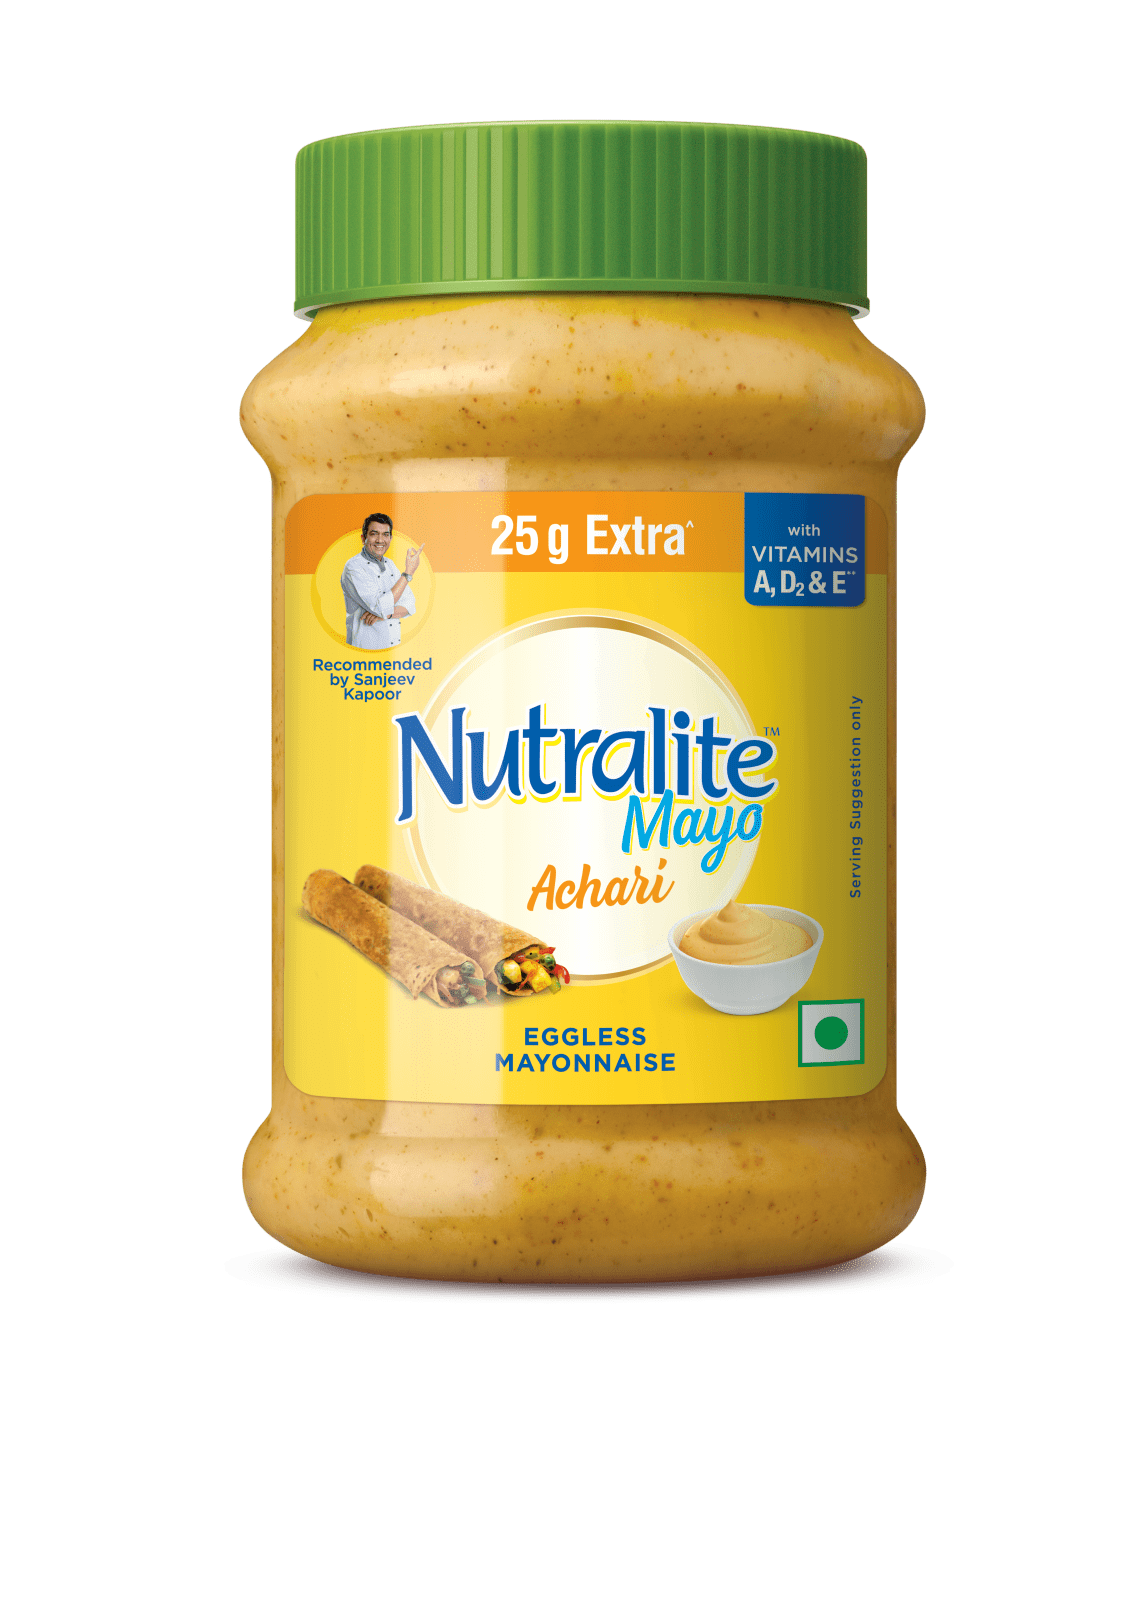 25 g Extra^
with
VITAMINS
A, D₂ & E**
Recommended
by Sanjeev
Kapoor
Nutralite™
Mayo
Achari
Serving Suggestion only
EGGLESS
MAYONNAISE